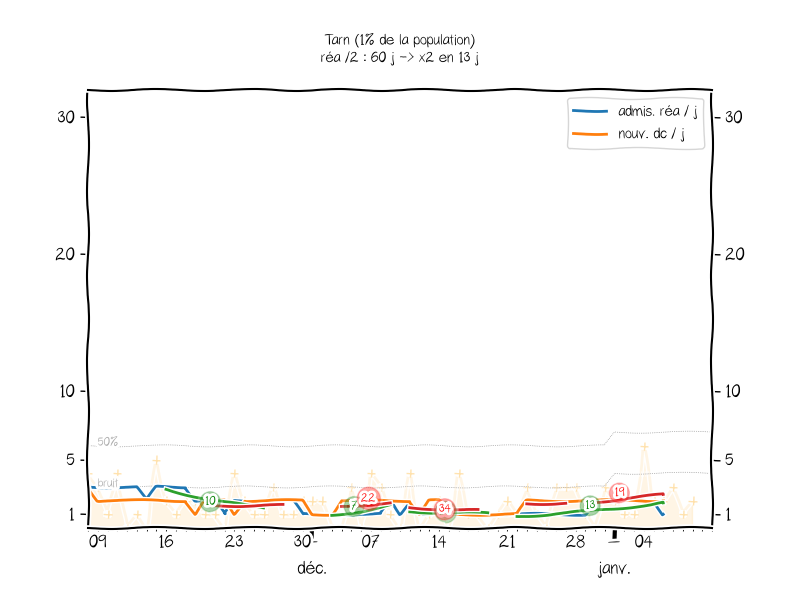 Tarn (1% de la population)
réa /2 : 60 j -> x2 en 13 j
admis. réa / j
nouv. dc / j
30
30
20
20
10
10
50%
5
5
bruit
10
7
22
34
13
19
1
1
09 16 23 30 07 14 21 28 04
déc. janv.